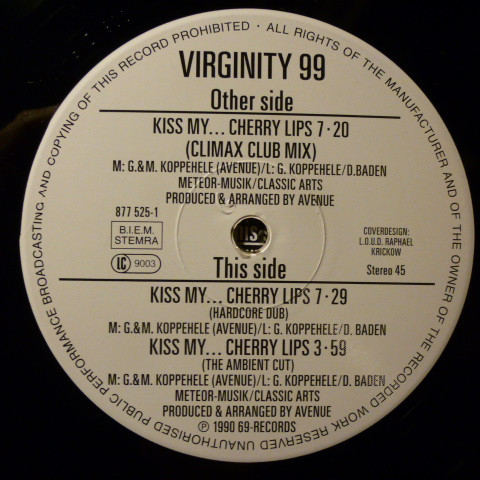 ALL RIGHTS OF THE MANUFACTURER AND OF THE OWNER OF THE RECORDED WORK RESERVED UNAUTHORISED PUBLIC PERFORMANCE BROADCASTING AND COPYING OF THIS RECORD PROHIBITED ·
VIRGINITY 99
Other side
KISS MY... CHERRY LIPS 7·20
(CLIMAX CLUB MIX)
M: G.&M. KOPPEHELE (AVENUE)/L: G. KOPPEHELE/D.BADEN
METEOR-MUSIK/CLASSIC ARTS
PRODUCED & ARRANGED BY AVENUE
877 525-1
B.I.E.M.
STEMRA
LC 9003
COVERDESIGN:
L.O.U.D. RAPHAEL
KRICKOW
Stereo 45
This side
KISS MY... CHERRY LIPS 7·29
(HARDCORE DUB)
M: G.&M. KOPPEHELE (AVENUE)/L: G. KOPPEHELE/D. BADEN
KISS MY... CHERRY LIPS 3·59
(THE AMBIENT CUT)
M: G.&M. KOPPEHELE (AVENUE)/L: G. KOPPEHELE/D. BADEN
METEOR-MUSIK/CLASSIC ARTS
PRODUCED & ARRANGED BY AVENUE
℗ 1990 69-RECORDS